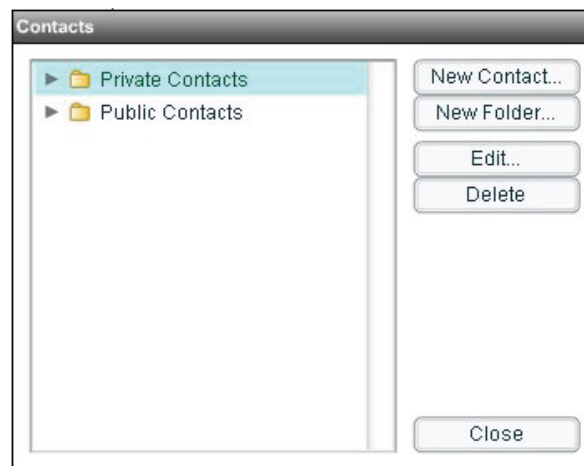 Contacts
Private Contacts
Public Contacts
New Contact...
New Folder...
Edit...
Delete
Close